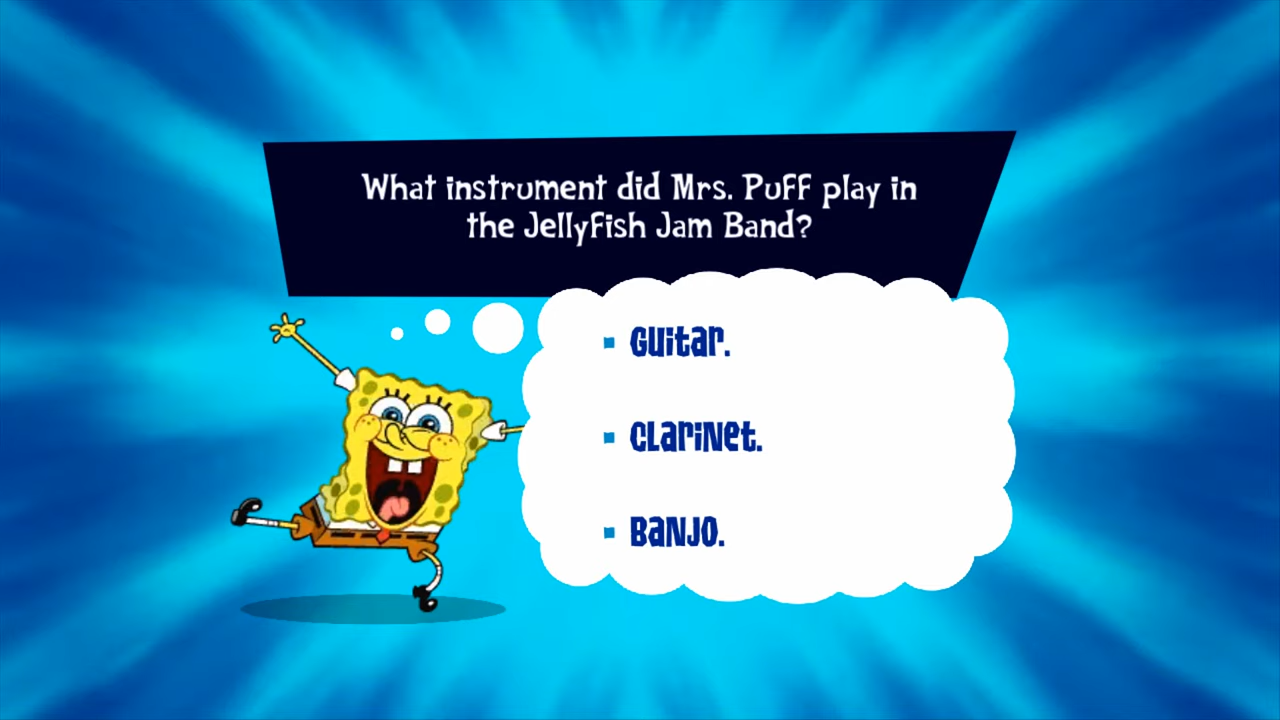 What instrument did Mrs. Puff play in
the Jellyfish Jam Band?
Guitar.
Clarinet.
Banjo.